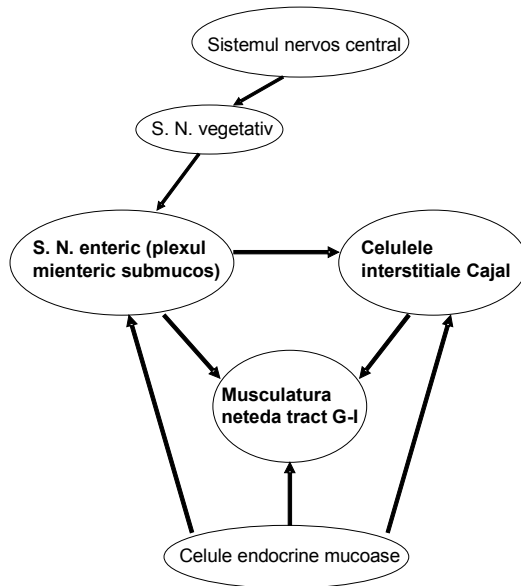 Sistemul nervos central
S. N. vegetativ
S. N. enteric (plexul
mienteric submucos)
Celulele
interstitiale Cajal
Musculatura
neteda tract G-I
Celule endocrine mucoase